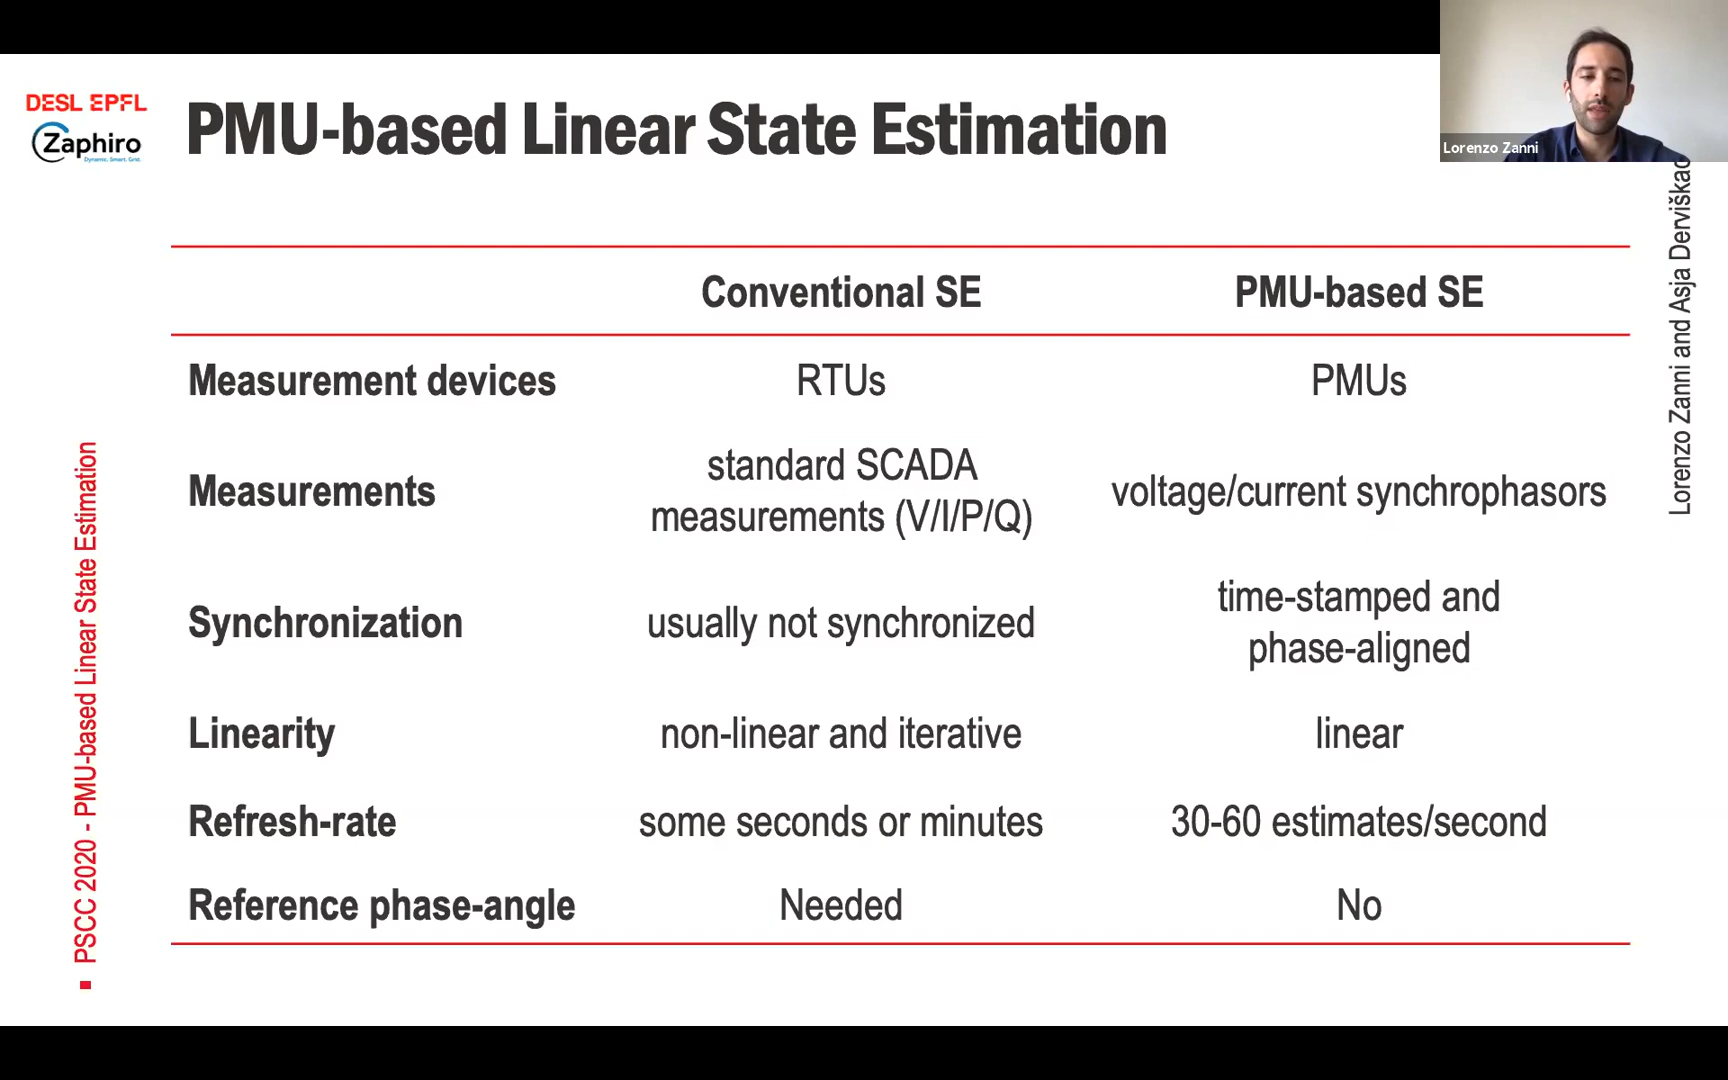 DESL EPFL
Zaphiro
Dynamic. Smart. Grid.
PMU-based Linear State Estimation
Lorenzo Zanni
Conventional SE
PMU-based SE
Measurement devices
RTUs
PMUs
Measurements
standard SCADA
measurements (V/I/P/Q)
voltage/current synchrophasors
Synchronization
usually not synchronized
time-stamped and
phase-aligned
Linearity
non-linear and iterative
linear
Refresh-rate
some seconds or minutes
30-60 estimates/second
Reference phase-angle
Needed
No
PSCC 2020 - PMU-based Linear State Estimation
Lorenzo Zanni and Asja Derviškad